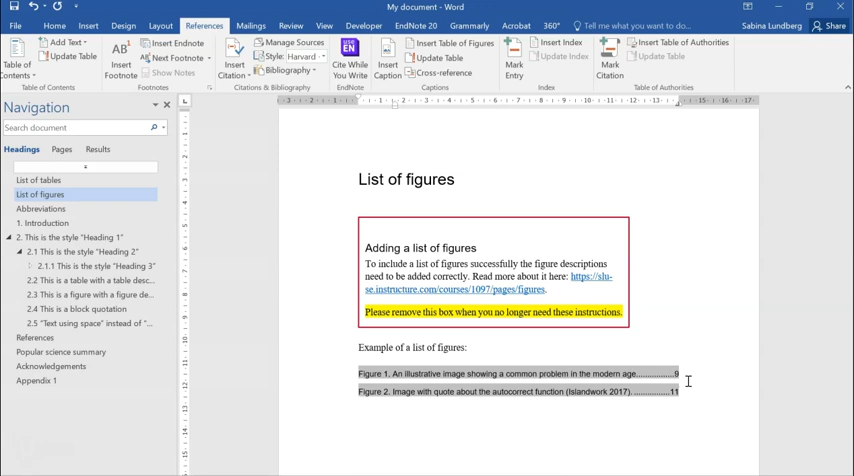 My document - Word
File Home Insert Design Layout References Mailings Review View Developer EndNote 20 Grammarly Acrobat 360° Tell me what you want to do... Sabina Lundberg Share
Table of Contents
Add Text
Update Table
Table of Contents
AB¹
Insert Footnote
Insert Endnote
Next Footnote
Show Notes
Footnotes
Insert Citation
Manage Sources
Style: Harvard -
Bibliography
Citations & Bibliography
EN
Cite While You Write
EndNote
Insert Caption
Insert Table of Figures
Update Table
Cross-reference
Captions
Mark Entry
Insert Index
Update Index
Index
Mark Citation
Insert Table of Authorities
Update Table
Table of Authorities
Navigation
Search document
Headings Pages Results
List of tables
List of figures
Abbreviations
1. Introduction
2. This is the style "Heading 1"
2.1 This is the style "Heading 2"
2.1.1 This is the style "Heading 3"
2.2 This is a table with a table desc...
2.3 This is a figure with a figure de...
2.4 This is a block quotation
2.5 "Text using space" instead of "...
References
Popular science summary
Acknowledgements
Appendix 1
List of figures
Adding a list of figures
To include a list of figures successfully the figure descriptions
need to be added correctly. Read more about it here: https://slu-
se.instructure.com/courses/1097/pages/figures.
Please remove this box when you no longer need these instructions.
Example of a list of figures:
Figure 1. An illustrative image showing a common problem in the modern age................9
Figure 2. Image with quote about the autocorrect function (Islandwork 2017). ...............11